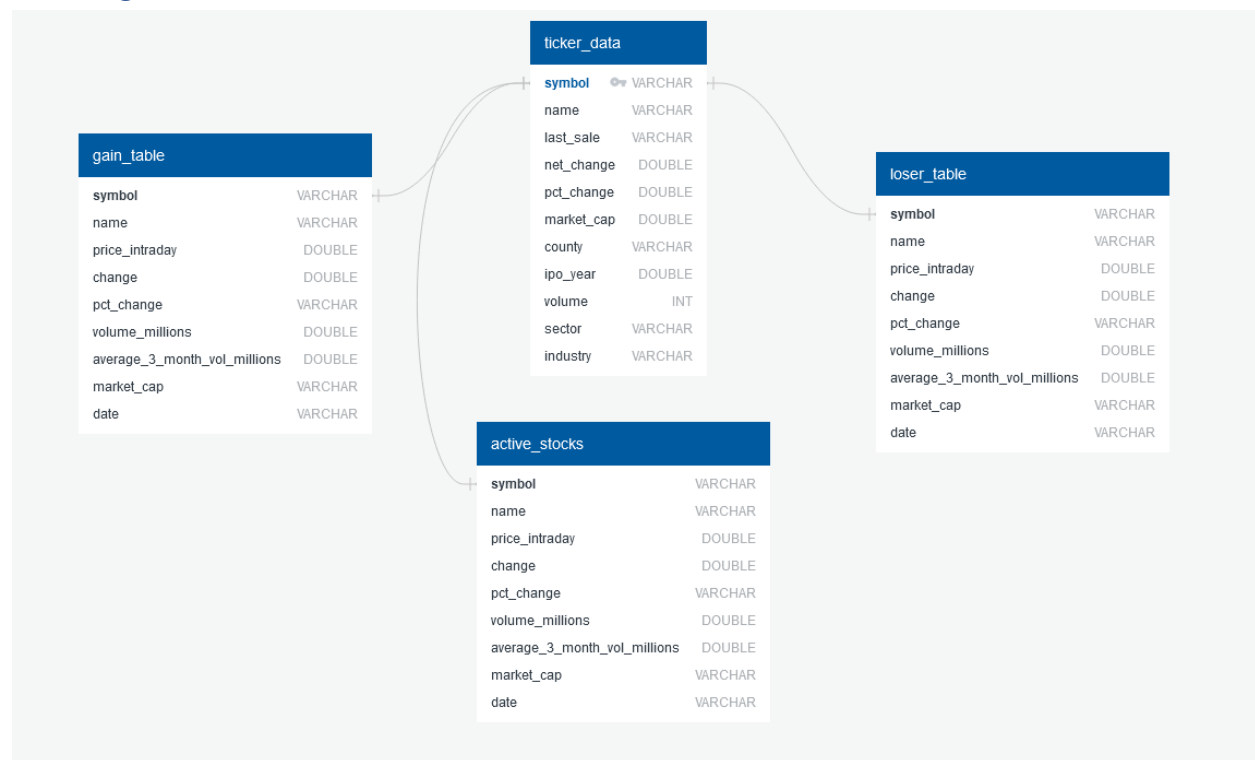 ticker_data
symbol VARCHAR
name VARCHAR
last_sale VARCHAR
net_change DOUBLE
pct_change DOUBLE
market_cap DOUBLE
county VARCHAR
ipo_year DOUBLE
volume INT
sector VARCHAR
industry VARCHAR
gain_table
symbol VARCHAR
name VARCHAR
price_intraday DOUBLE
change DOUBLE
pct_change VARCHAR
volume_millions DOUBLE
average_3_month_vol_millions DOUBLE
market_cap VARCHAR
date VARCHAR
loser_table
symbol VARCHAR
name VARCHAR
price_intraday DOUBLE
change DOUBLE
pct_change VARCHAR
volume_millions DOUBLE
average_3_month_vol_millions DOUBLE
market_cap VARCHAR
date VARCHAR
active_stocks
symbol VARCHAR
name VARCHAR
price_intraday DOUBLE
change DOUBLE
pct_change VARCHAR
volume_millions DOUBLE
average_3_month_vol_millions DOUBLE
market_cap VARCHAR
date VARCHAR